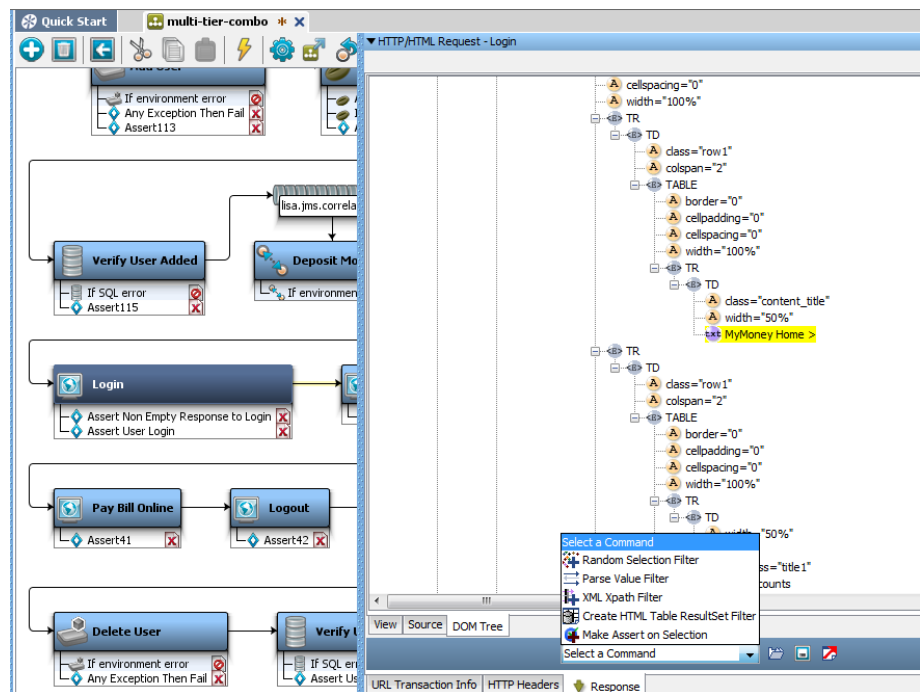 Quick Start
multi-tier-combo
HTTP/HTML Request - Login
Add User
If environment error
Any Exception Then Fail
Assert113
lisa.jms.correla
Verify User Added
If SQL error
Assert115
Deposit Mo
If environmen
Login
Assert Non Empty Response to Login
Assert User Login
Pay Bill Online
Assert41
Logout
Assert42
Delete User
If environment error
Any Exception Then Fail
Verify U
If SQL er
Assert Us
A cellspacing="0"
A width="100%"
<E> TR
<E> TD
A class="row1"
A colspan="2"
<E> TABLE
A border="0"
A cellpadding="0"
A cellspacing="0"
A width="100%"
<E> TR
<E> TD
A class="content_title"
A width="50%"
txt MyMoney Home >
<E> TR
<E> TD
A class="row1"
A colspan="2"
<E> TABLE
A border="0"
A cellpadding="0"
A cellspacing="0"
A width="100%"
<E> TR
<E> TD
="50%"
ss="title1"
counts
Select a Command
Random Selection Filter
Parse Value Filter
XML Xpath Filter
Create HTML Table ResultSet Filter
Make Assert on Selection
View Source DOM Tree
Select a Command
URL Transaction Info HTTP Headers Response